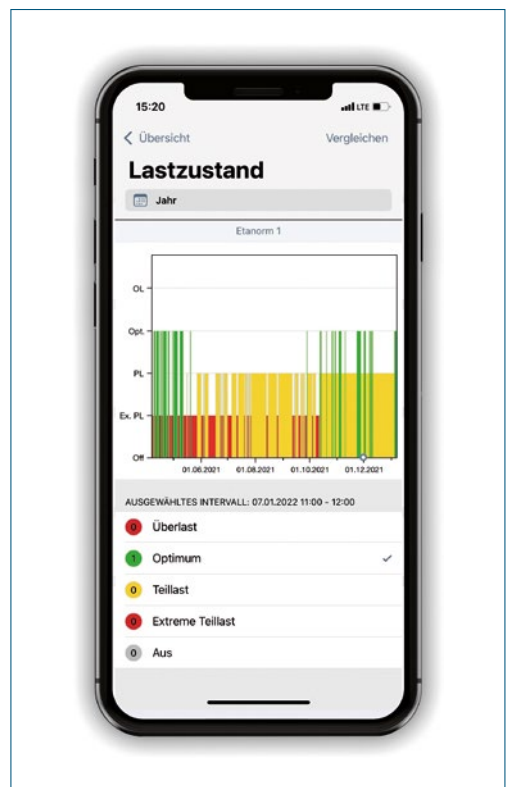 15:20
LTE
Übersicht
Vergleichen
Lastzustand
Jahr
Etanorm 1
OL
Opt.
PL
Ex. PL
Off
01.06.2021 01.08.2021 01.10.2021 01.12.2021
AUSGEWÄHLTES INTERVALL: 07.01.2022 11:00 - 12:00
0 Überlast
1 Optimum
0 Teillast
0 Extreme Teillast
0 Aus